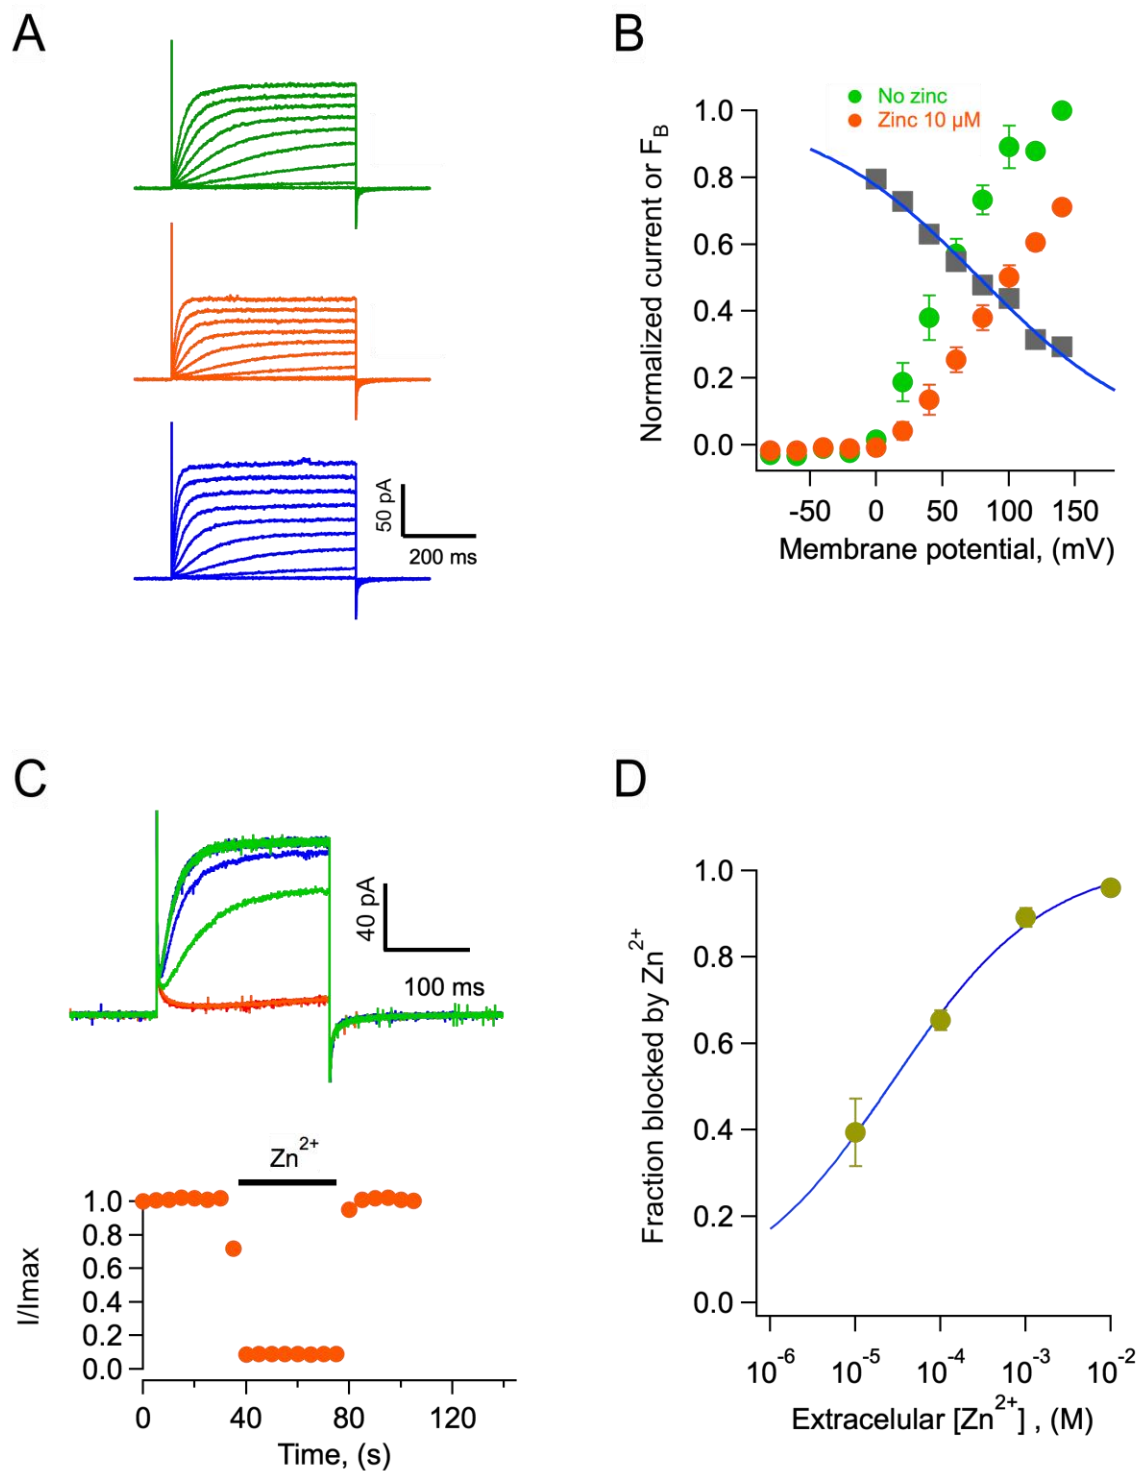 A
50 pA
200 ms
B
No zinc
Zinc 10 µM
Normalized current or F_B
1.0
0.8
0.6
0.4
0.2
0.0
-50 0 50 100 150
Membrane potential, (mV)
C
40 pA
100 ms
Zn²⁺
I/Imax
1.0
0.8
0.6
0.4
0.2
0.0
0 40 80 120
Time, (s)
D
Fraction blocked by Zn²⁺
1.0
0.8
0.6
0.4
0.2
0.0
10⁻⁶ 10⁻⁵ 10⁻⁴ 10⁻³ 10⁻²
Extracelular [Zn²⁺] , (M)